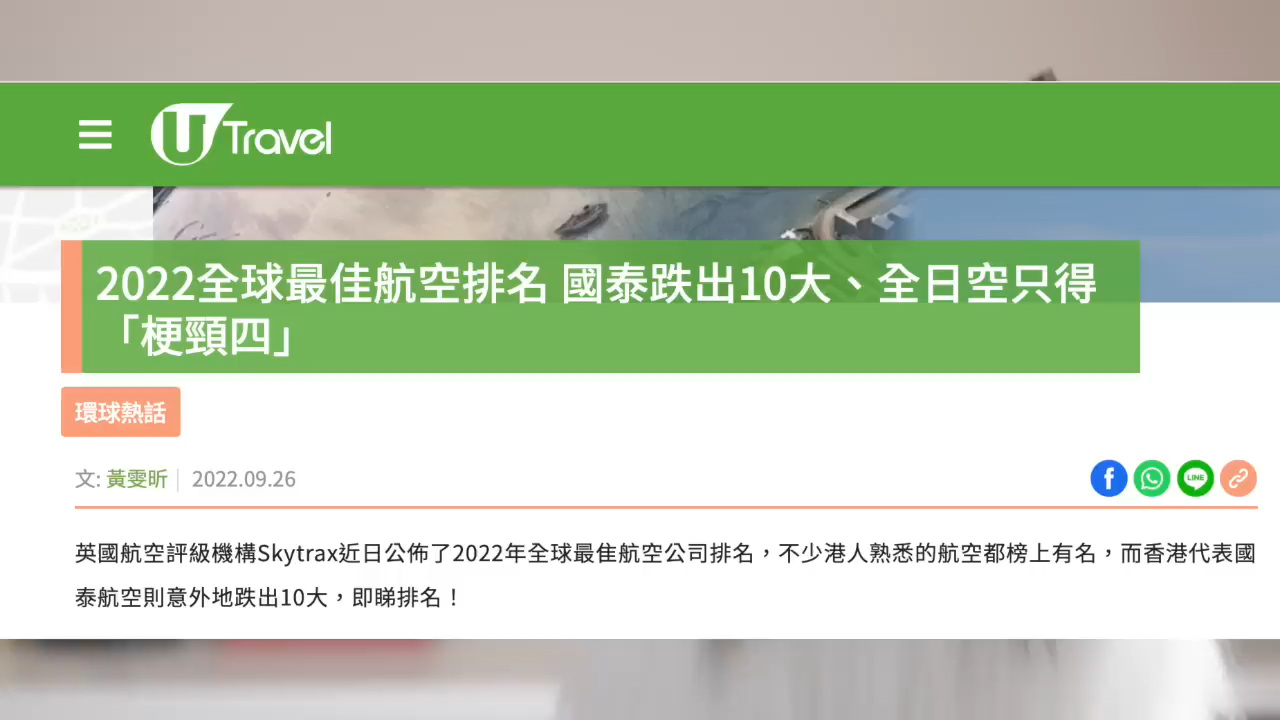 U Travel
2022全球最佳航空排名 國泰跌出10大、全日空只得
「梗頸四」
環球熱話
文: 黃雯昕 | 2022.09.26
LINE
英國航空評級機構Skytrax近日公佈了2022年全球最佳航空公司排名，不少港人熟悉的航空都榜上有名，而香港代表國
泰航空則意外地跌出10大，即睇排名！